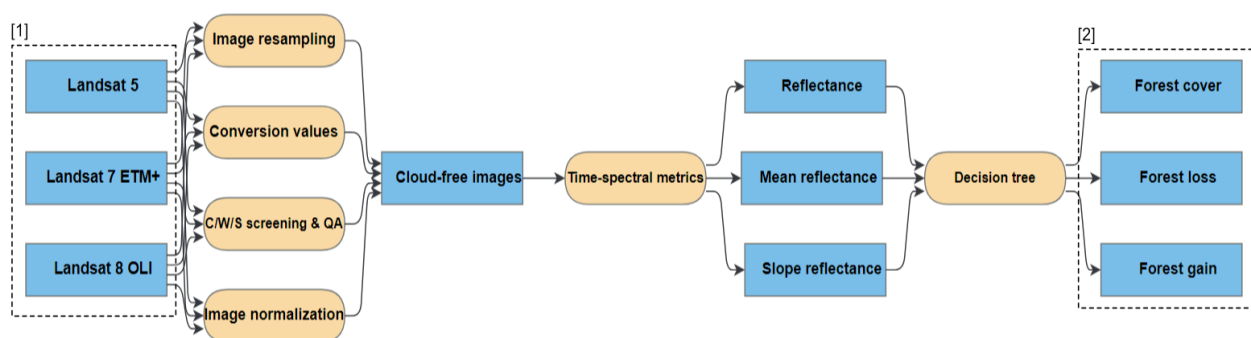 [1]
Landsat 5
Landsat 7 ETM+
Landsat 8 OLI
Image resampling
Conversion values
C/W/S screening & QA
Image normalization
Cloud-free images
Time-spectral metrics
Reflectance
Mean reflectance
Slope reflectance
Decision tree
[2]
Forest cover
Forest loss
Forest gain